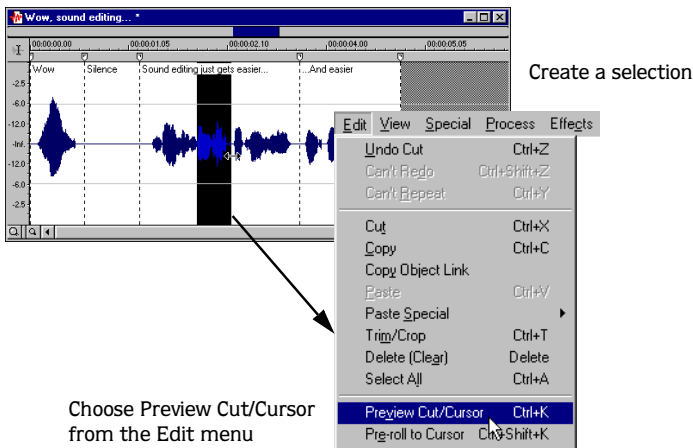 Wow, sound editing... *
00:00:00.00 00:00:01.05 00:00:02.10 00:00:04.00 00:00:05.05
Wow Silence Sound editing just gets easier... ...And easier
-2.5
-6.0
-12.0
-Inf.
-12.0
-6.0
-2.5
Create a selection
Edit View Special Process Effects
Undo Cut Ctrl+Z
Can't Redo Ctrl+Shift+Z
Can't Repeat Ctrl+Y
Cut Ctrl+X
Copy Ctrl+C
Copy Object Link
Paste Ctrl+V
Paste Special
Trim/Crop Ctrl+T
Delete (Clear) Delete
Select All Ctrl+A
Preview Cut/Cursor Ctrl+K
Pre-roll to Cursor Ctrl+Shift+K
Choose Preview Cut/Cursor
from the Edit menu